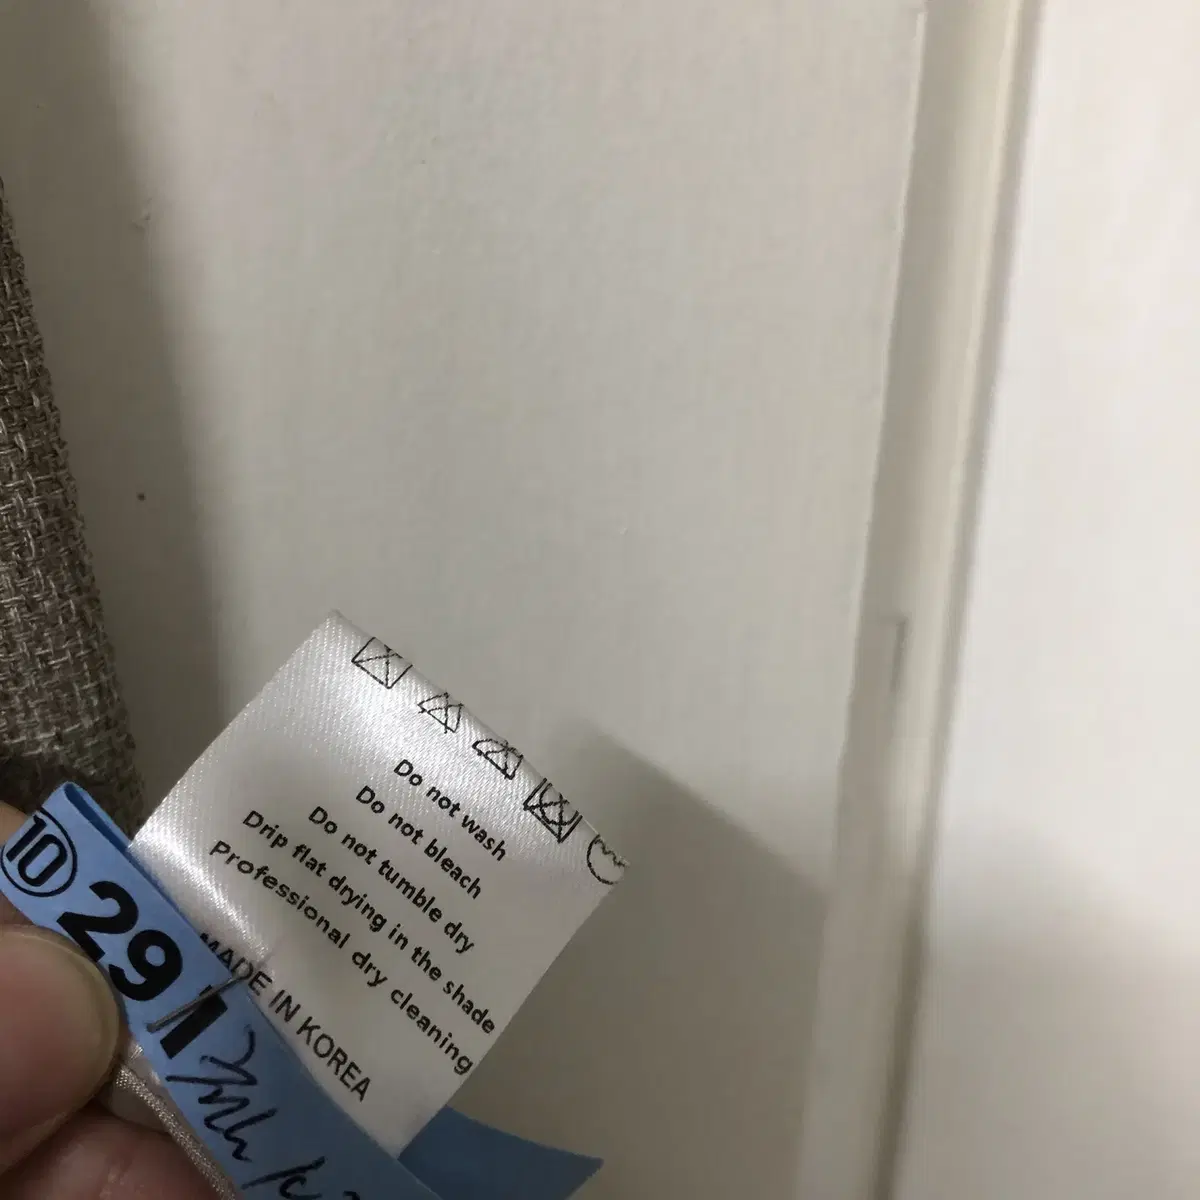 Do not wash
Do not bleach
Do not tumble dry
Drip flat drying in the shade
Professional dry cleaning
MADE IN KOREA
⑩ 29